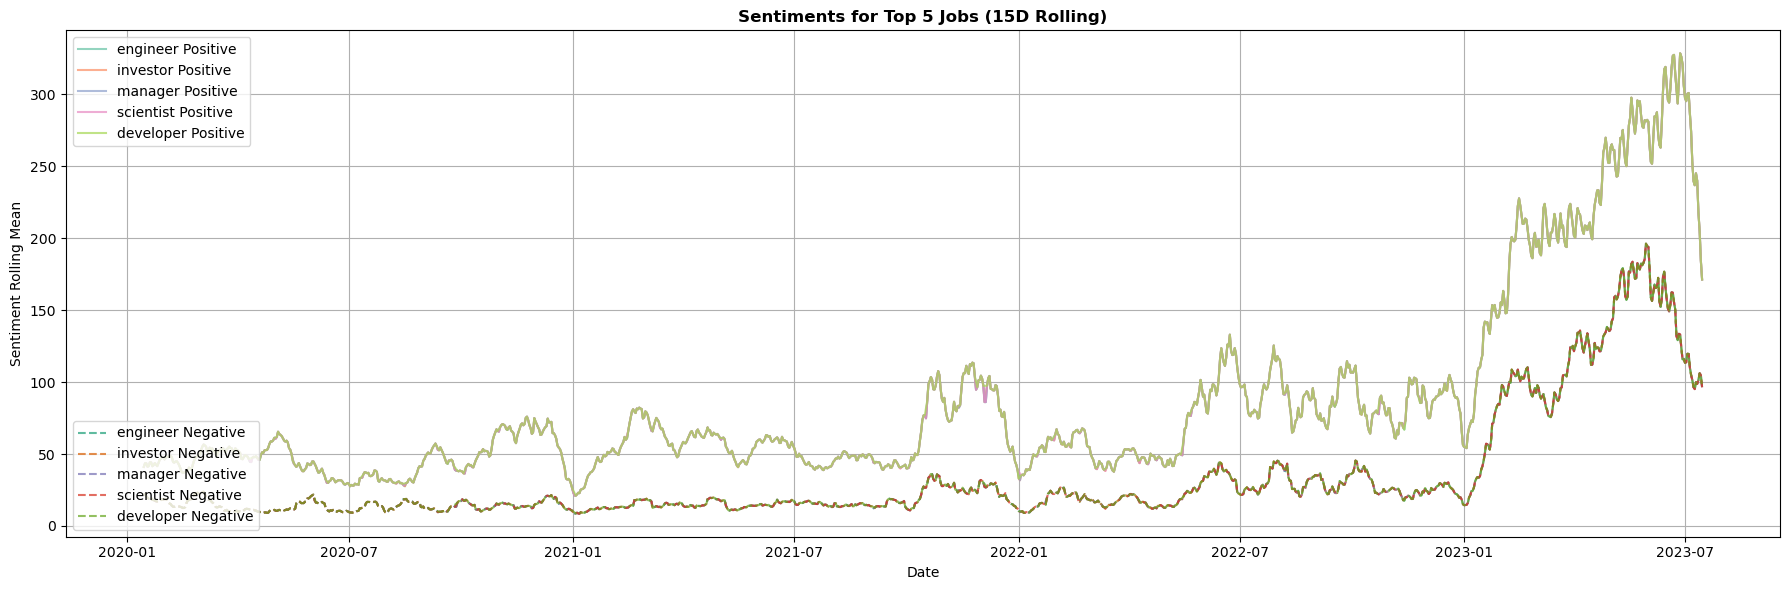 Sentiments for Top 5 Jobs (15D Rolling)
engineer Positive
investor Positive
manager Positive
scientist Positive
developer Positive
300
250
200
150
100
50
0
Sentiment Rolling Mean
engineer Negative
investor Negative
manager Negative
scientist Negative
developer Negative
2020-01 2020-07 2021-01 2021-07 2022-01 2022-07 2023-01 2023-07
Date